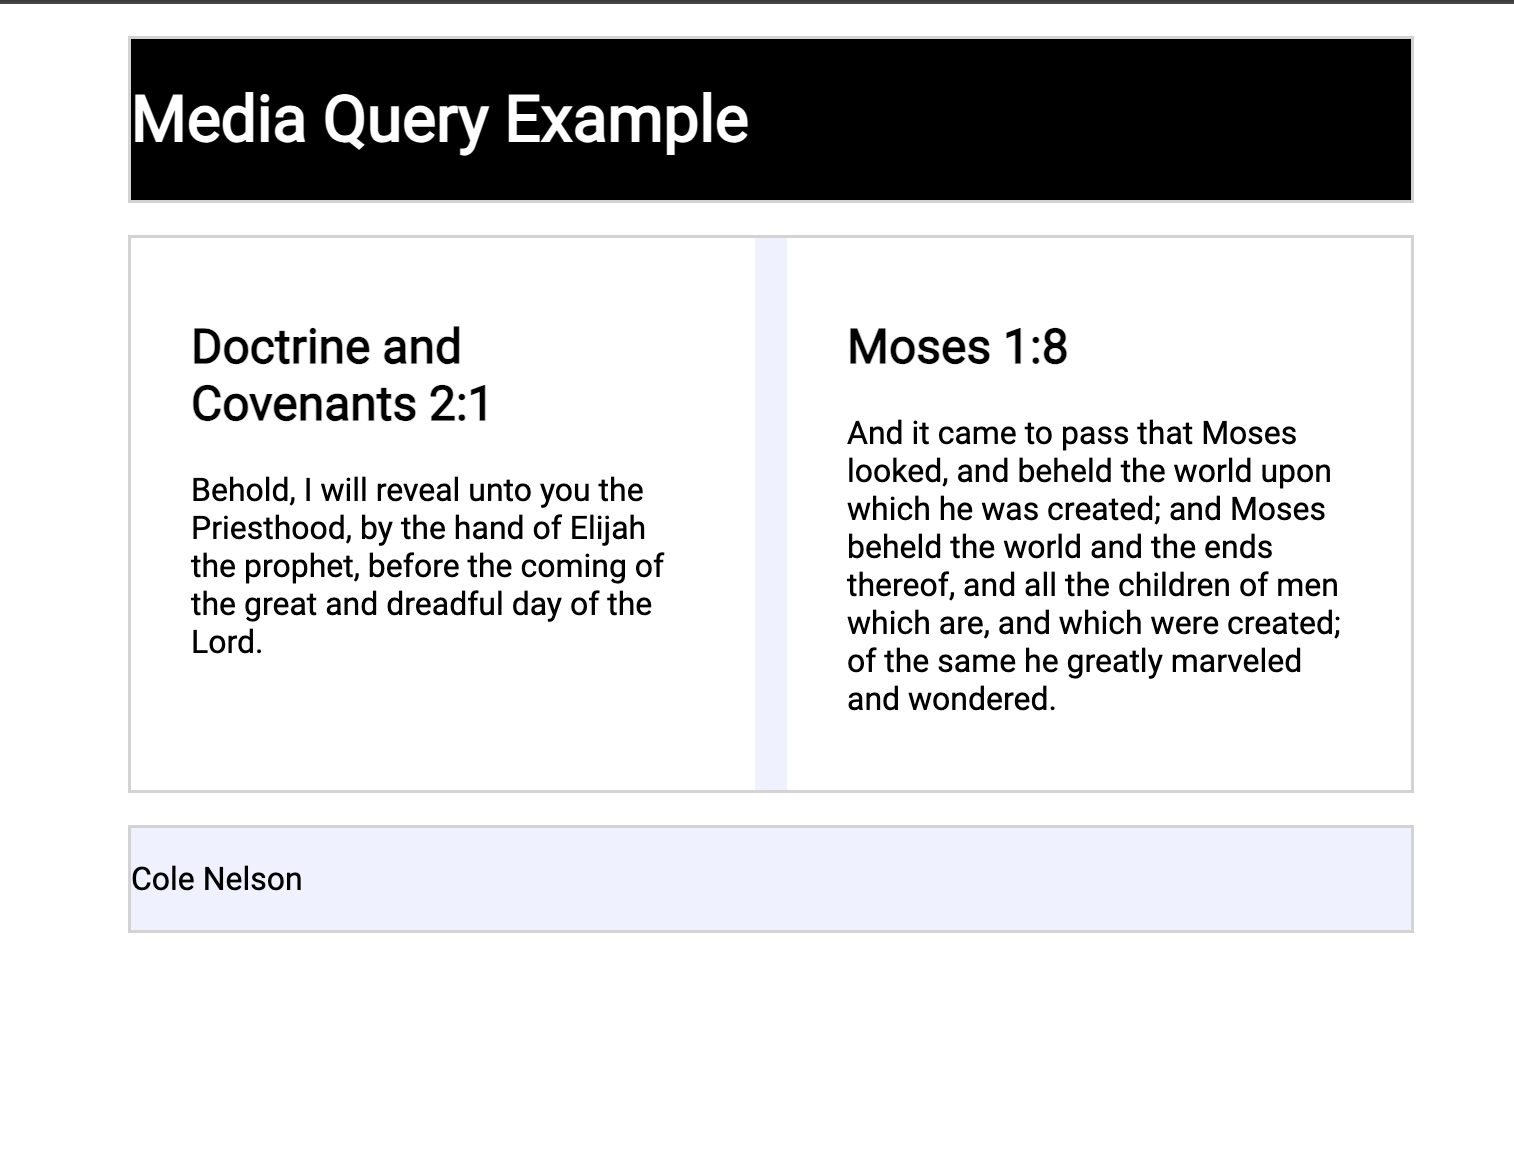 Media Query Example
Doctrine and
Covenants 2:1
Behold, I will reveal unto you the
Priesthood, by the hand of Elijah
the prophet, before the coming of
the great and dreadful day of the
Lord.
Moses 1:8
And it came to pass that Moses
looked, and beheld the world upon
which he was created; and Moses
beheld the world and the ends
thereof, and all the children of men
which are, and which were created;
of the same he greatly marveled
and wondered.
Cole Nelson